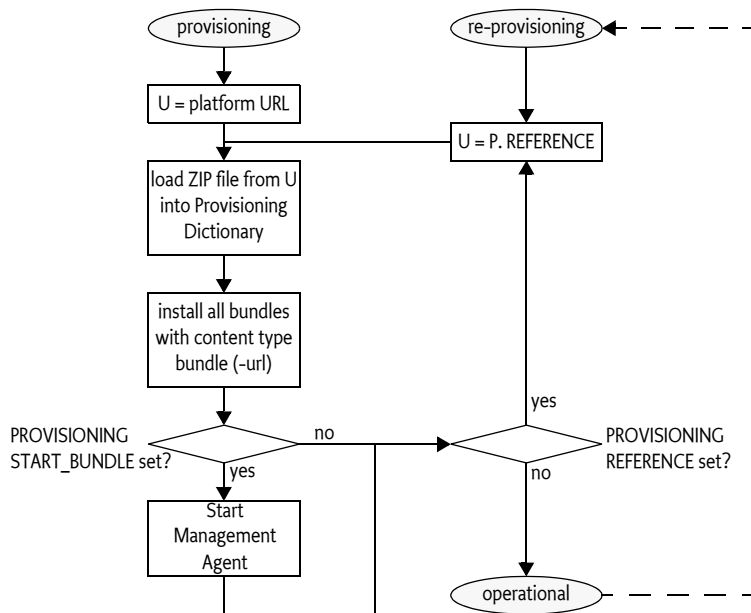 provisioning
re-provisioning
U = platform URL
U = P. REFERENCE
load ZIP file from U
into Provisioning
Dictionary
install all bundles
with content type
bundle (-url)
yes
PROVISIONING
START_BUNDLE set?
no
PROVISIONING
REFERENCE set?
yes
no
Start
Management
Agent
operational